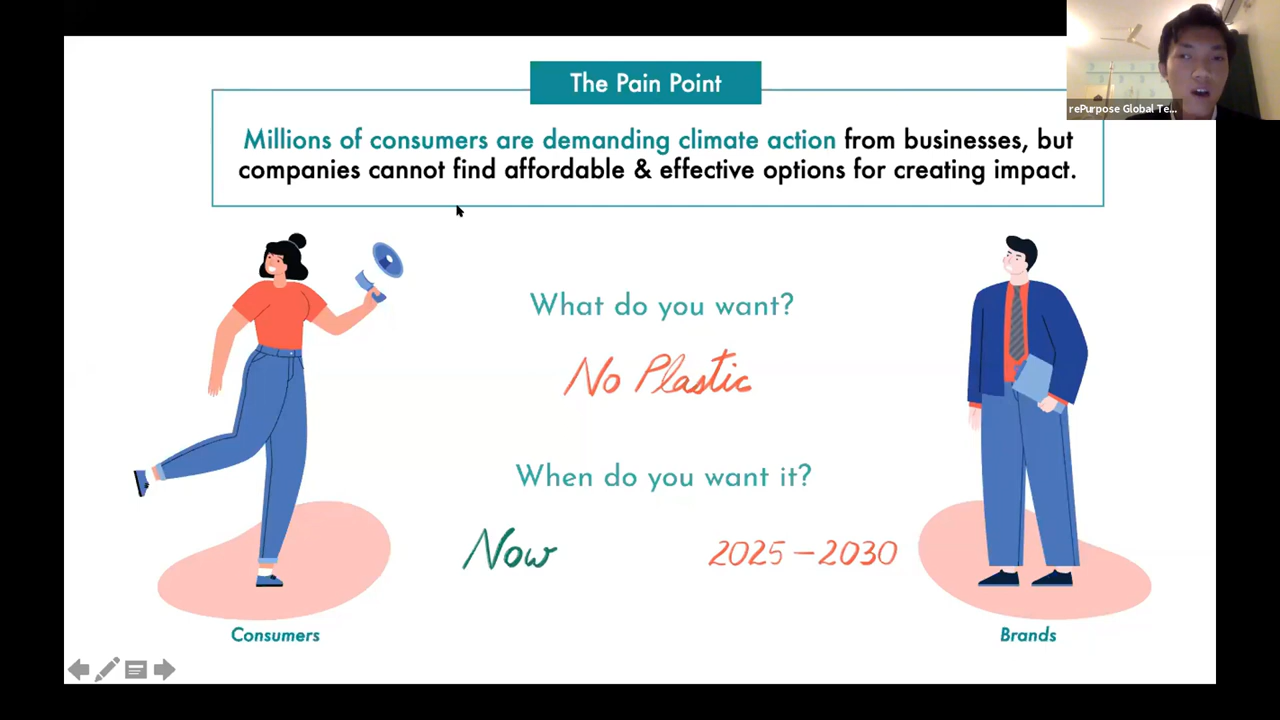 The Pain Point
rePurpose Global Te...
Millions of consumers are demanding climate action from businesses, but
companies cannot find affordable & effective options for creating impact.
What do you want?
No Plastic
When do you want it?
Now
2025-2030
Consumers
Brands